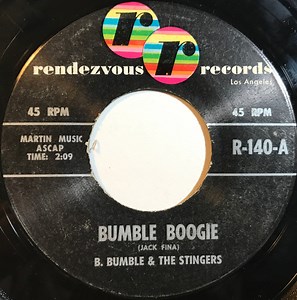 r
r
rendezvous records
Los Angeles
45 RPM
45 RPM
MARTIN MUSIC
ASCAP
TIME: 2:09
R-140-A
BUMBLE BOOGIE
(JACK FINA)
B. BUMBLE & THE STINGERS